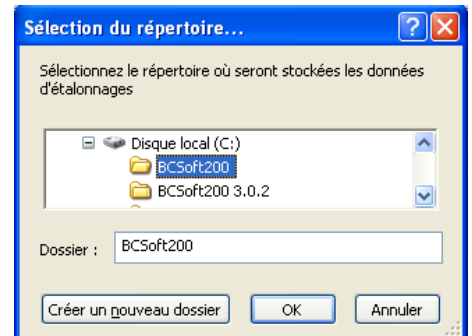 Sélection du répertoire...
Sélectionnez le répertoire où seront stockées les données
d'étalonnages
Disque local (C:)
BCSoft200
BCSoft200 3.0.2
Dossier :
BCSoft200
Créer un nouveau dossier
OK
Annuler